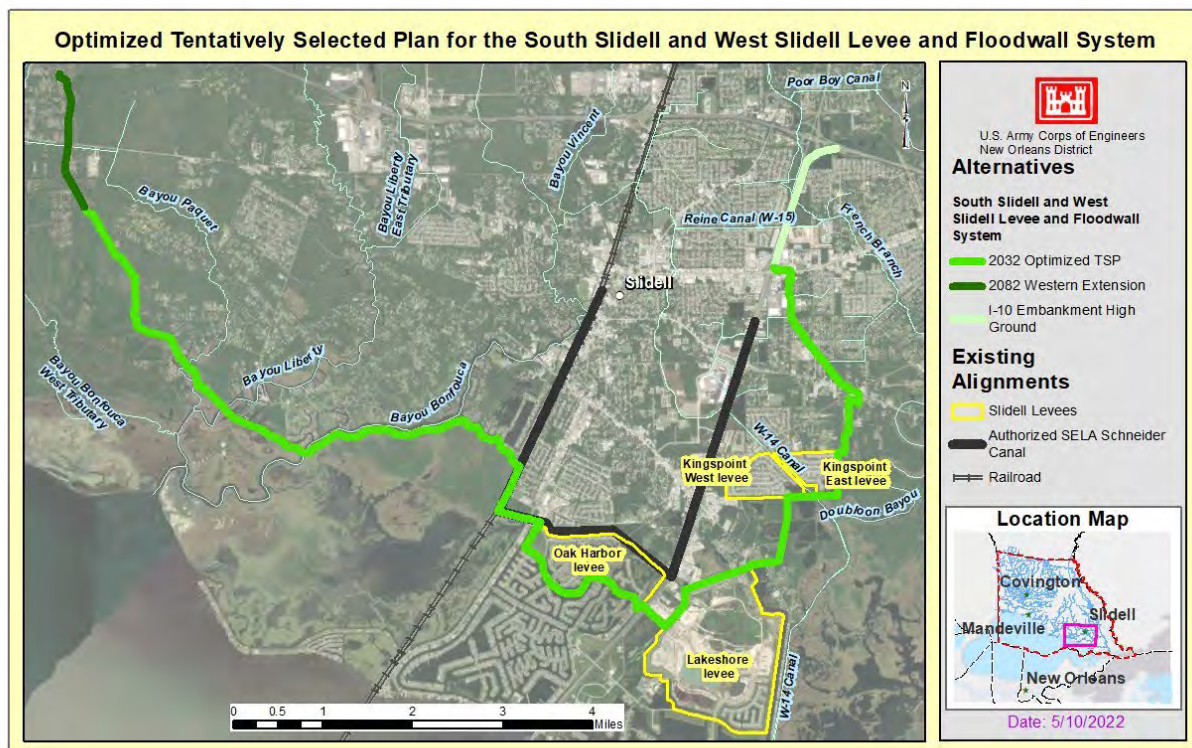 Optimized Tentatively Selected Plan for the South Slidell and West Slidell Levee and Floodwall System
Poor Boy Canal
N
Bayou Vincent
Bayou Liberty
East Tributary
Bayou Paquet
Reine Canal (W-15)
French Branch
Slidell
Bayou Liberty
Bayou Bonfouca
West Tributary
Bayou Bonfouca
W-14 Canal
Kingspoint
West levee
Kingspoint
East levee
Doubloon Bayou
Oak Harbor
levee
Lakeshore
levee
W-14 Canal
0 0.5 1 2 3 4
Miles
U.S. Army Corps of Engineers
New Orleans District
Alternatives
South Slidell and West
Slidell Levee and Floodwall
System
2032 Optimized TSP
2082 Western Extension
I-10 Embankment High
Ground
Existing
Alignments
Slidell Levees
Authorized SELA Schneider
Canal
Railroad
Location Map
Covington
Slidell
Mandeville
New Orleans
Date: 5/10/2022